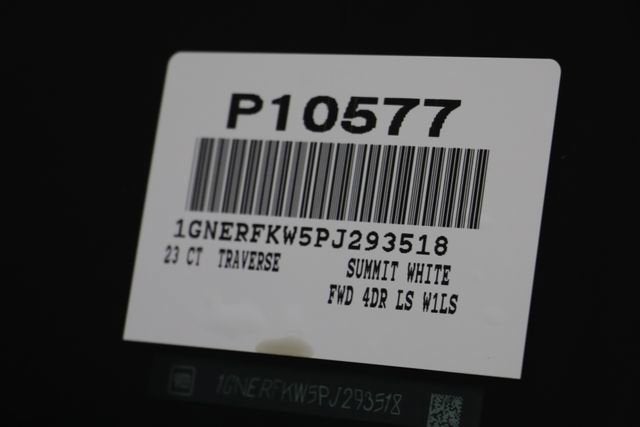 P10577
1GNERFKW5PJ293518
23 CT TRAVERSE SUMMIT WHITE
FWD 4DR LS W1LS
1GNERFKW5PJ293518